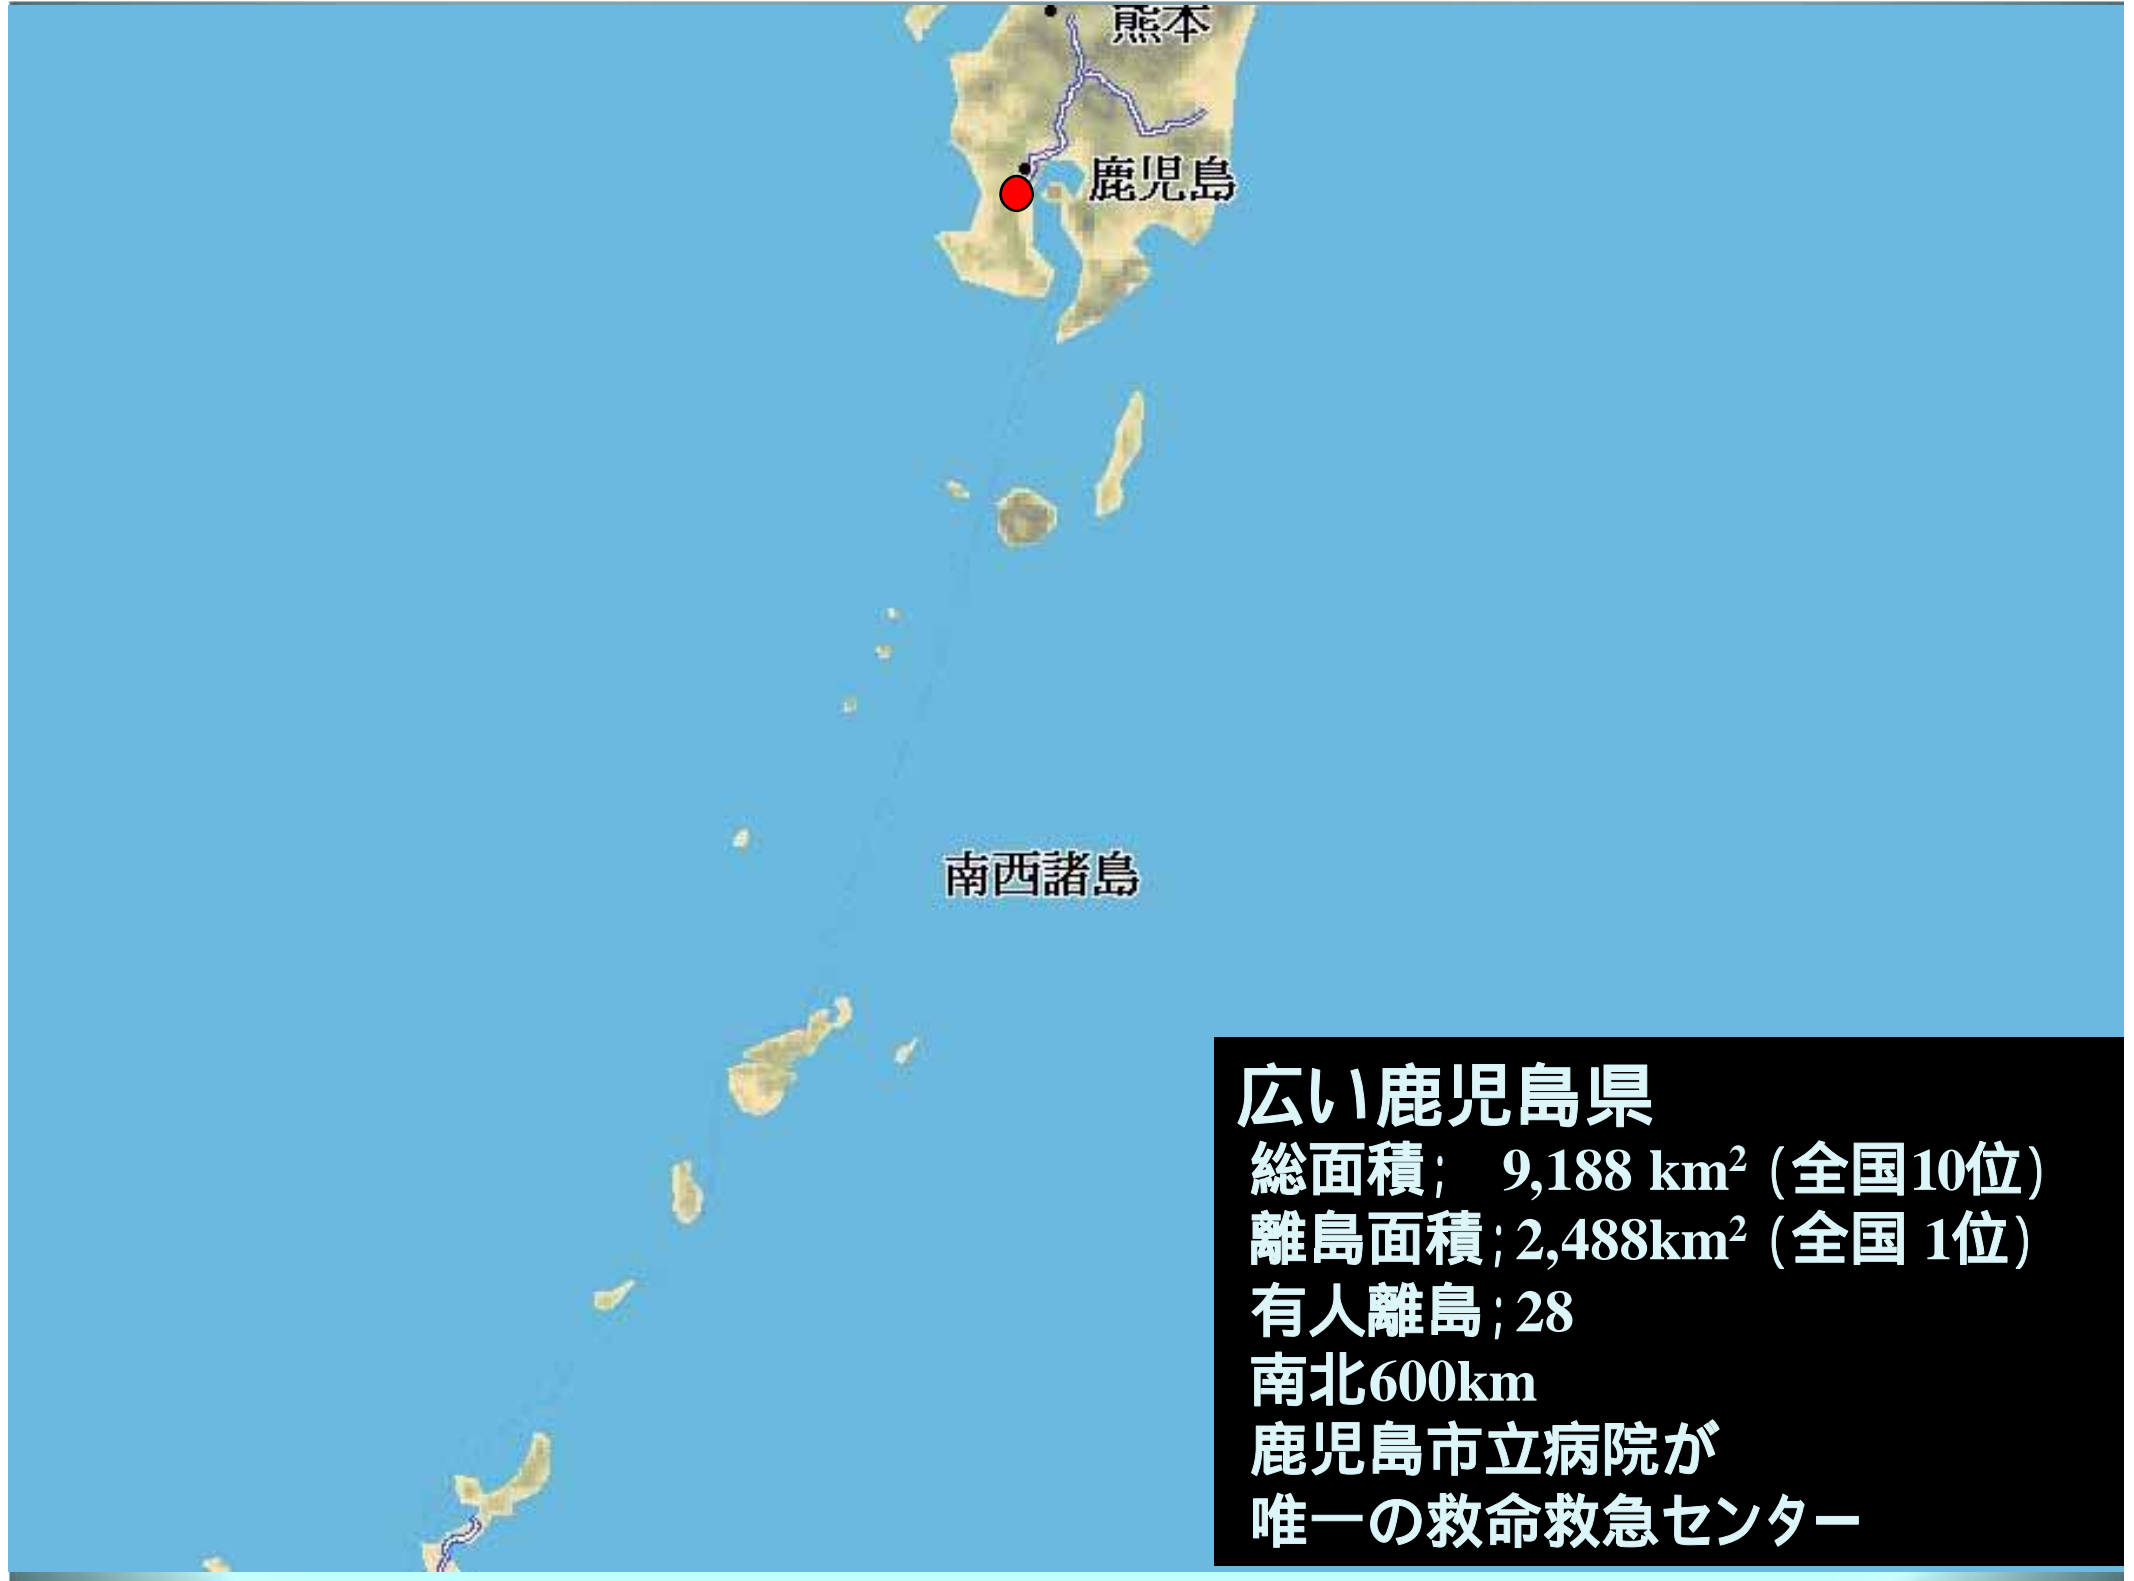 熊本
鹿児島
南西諸島
広い鹿児島県
総面積; 9,188 km² (全国10位)
離島面積;2,488km² (全国 1位)
有人離島;28
南北600km
鹿児島市立病院が
唯一の救命救急センター